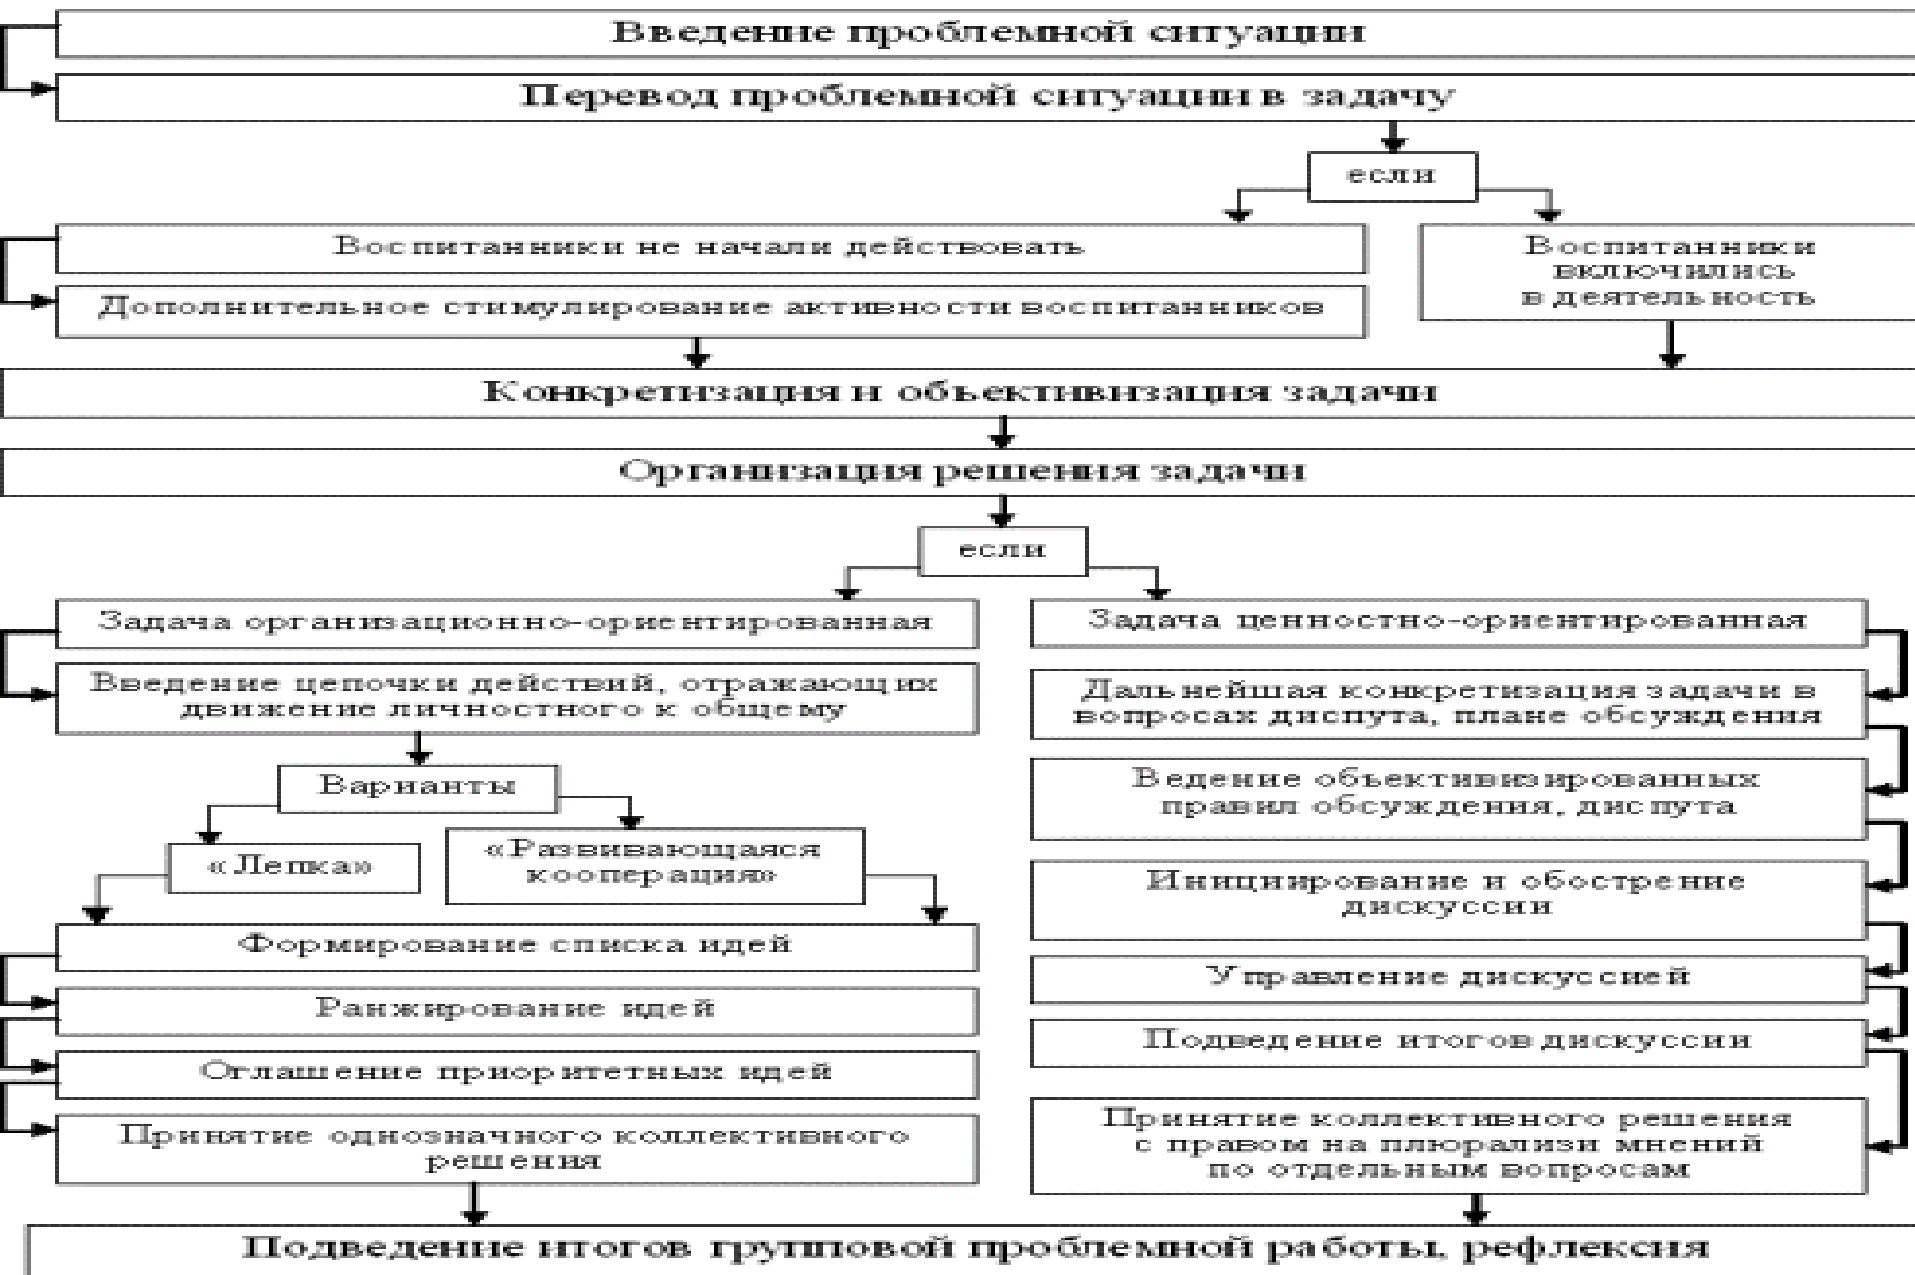 Введение проблемной ситуации
Перевод проблемной ситуации в задачу
если
Воспитанники не начали действовать
Дополнительное стимулирование активности воспитанников
Воспитанники
включились
в деятельность
Конкретизация и объективизация задачи
Организация решения задачи
если
Задача организационно-ориентированная
Введение цепочки действий, отражающих
движение личностного к общему
Варианты
«Лепка»
«Развивающаяся
кооперация»
Формирование списка идей
Ранжирование идей
Оглашение приоритетных идей
Принятие однозначного коллективного
решения
Задача ценностно-ориентированная
Дальнейшая конкретизация задачи в
вопросах диспута, плане обсуждения
Ведение объективизированных
правил обсуждения, диспута
Инициирование и обострение
дискуссии
Управление дискуссией
Подведение итогов дискуссии
Принятие коллективного решения
с правом на плюрализи мнений
по отдельным вопросам
Подведение итогов групповой проблемной работы, рефлексия